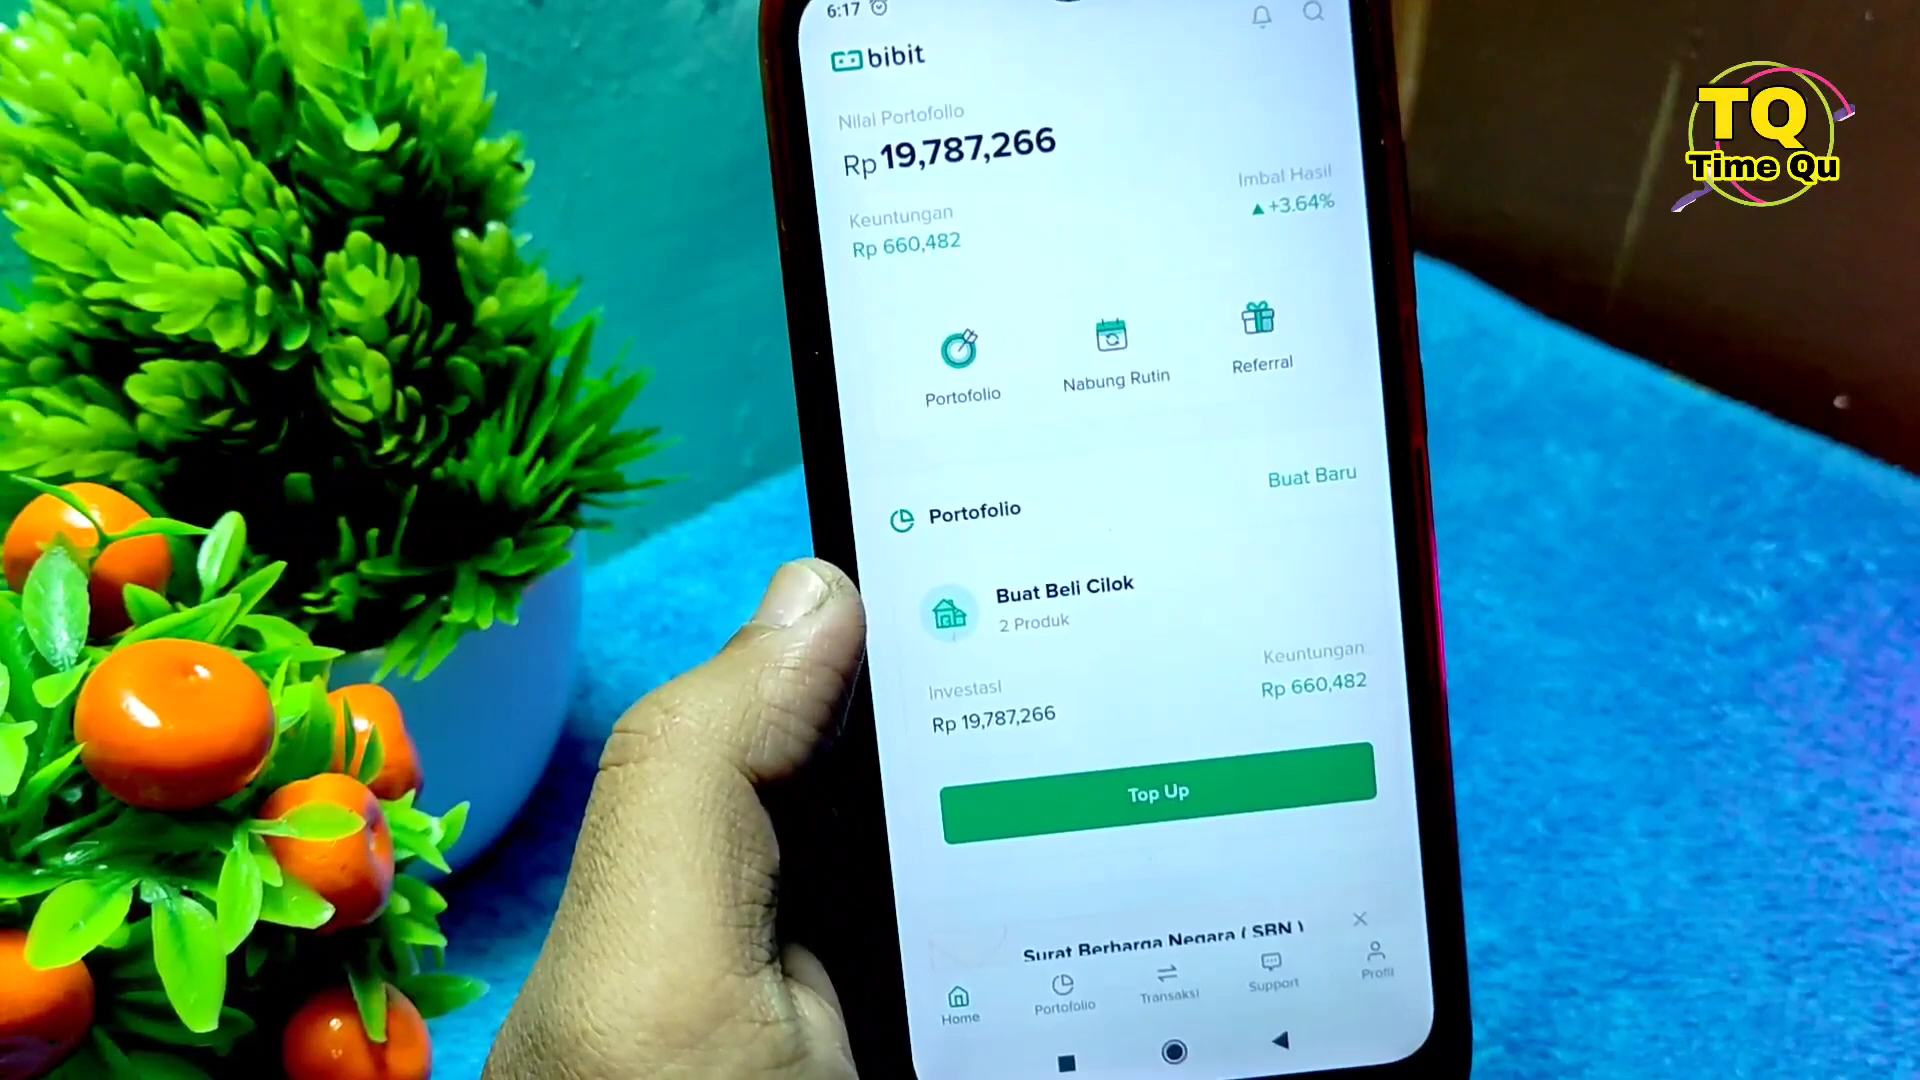 6:17
bibit
Nilai Portofolio
Rp 19,787,266
Keuntungan
Rp 660,482
Imbal Hasil
▲ +3.64%
Portofolio
Nabung Rutin
Referral
Portofolio
Buat Baru
Buat Beli Cilok
2 Produk
Investasi
Rp 19,787,266
Keuntungan
Rp 660,482
Top Up
Surat Berharga Negara ( SBN )
Home
Portofolio
Transaksi
Support
Profil
TQ
Time Qu